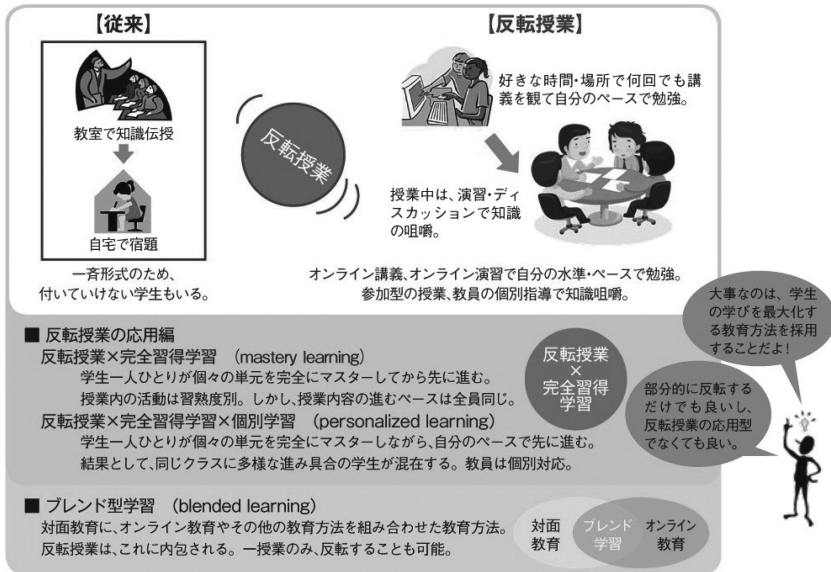 【従来】
教室で知識伝授
自宅で宿題
一斉形式のため、
付いていけない学生もいる。
反転授業
【反転授業】
好きな時間・場所で何回でも講
義を観て自分のペースで勉強。
授業中は、演習・ディ
スカッションで知識
の咀嚼。
オンライン講義、オンライン演習で自分の水準・ペースで勉強。
参加型の授業、教員の個別指導で知識咀嚼。
■ 反転授業の応用編
反転授業×完全習得学習 (mastery learning)
学生一人ひとりが個々の単元を完全にマスターしてから先に進む。
授業内の活動は習熟度別。しかし、授業内容の進むペースは全員同じ。
反転授業×完全習得学習×個別学習 (personalized learning)
学生一人ひとりが個々の単元を完全にマスターしながら、自分のペースで先に進む。
結果として、同じクラスに多様な進み具合の学生が混在する。教員は個別対応。
反転授業
×
完全習得
学習
大事なのは、学生
の学びを最大化す
る教育方法を採用
することだよ!
部分的に反転する
だけでも良いし、
反転授業の応用型
でなくても良い。
■ ブレンド型学習 (blended learning)
対面教育に、オンライン教育やその他の教育方法を組み合わせた教育方法。
反転授業は、これに内包される。一授業のみ、反転することも可能。
対面
教育
ブレンド
学習
オンライン
教育